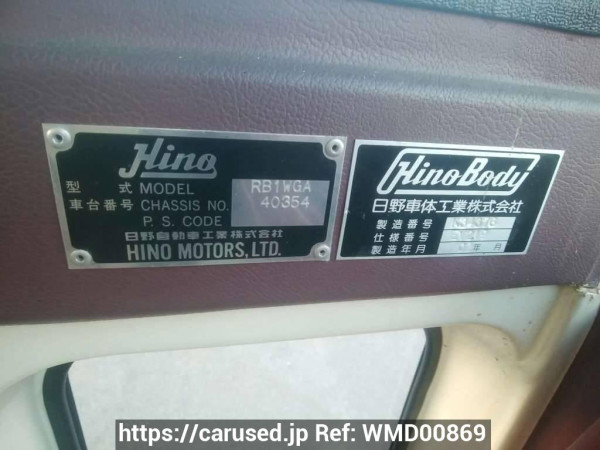 Hino
型 式 MODEL RB1WGA
車台番号 CHASSIS NO. 40354
P. S. CODE
日野自動車工業株式会社
HINO MOTORS, LTD.
HinoBody
日野車体工業株式会社
製造番号
仕様番号
製造年月 年 月
https://carused.jp Ref: WMD00869